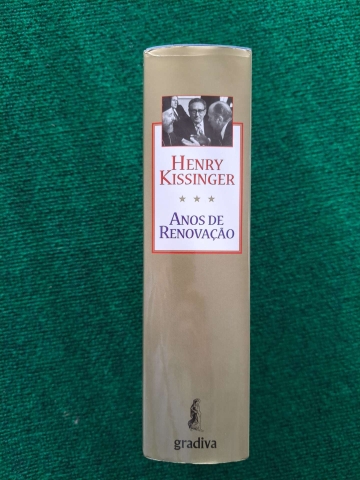 HENRY
KISSINGER
★ ★ ★
ANOS DE
RENOVAÇÃO
gradiva